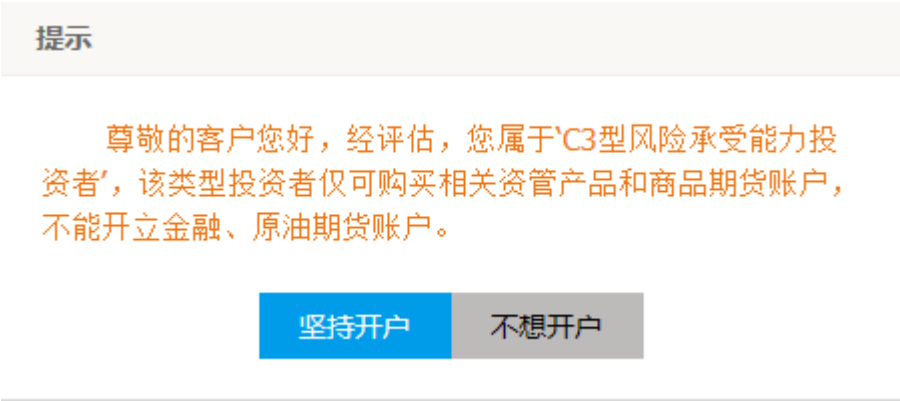 提示
尊敬的客户您好，经评估，您属于‘C3型风险承受能力投
资者’，该类型投资者仅可购买相关资管产品和商品期货账户，
不能开立金融、原油期货账户。
坚持开户 不想开户